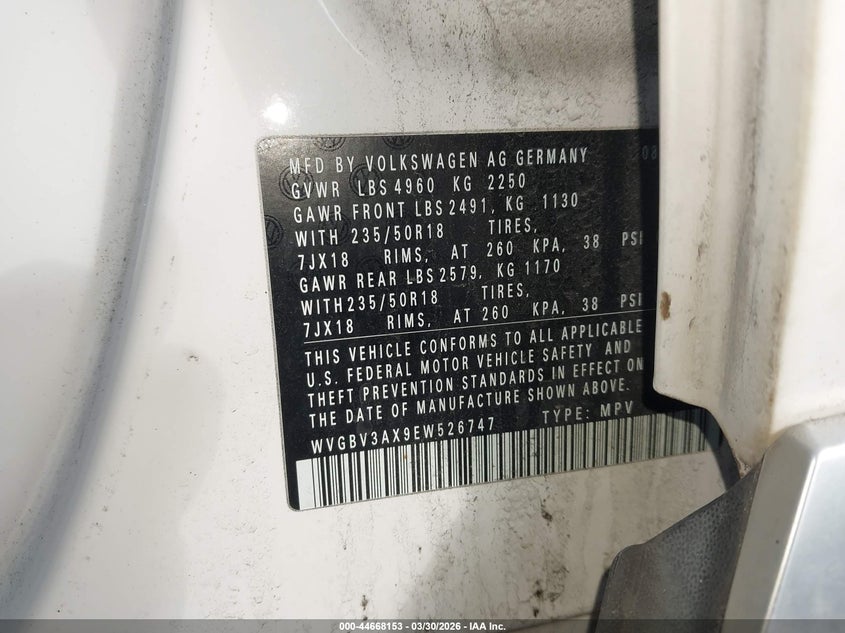 MFD BY VOLKSWAGEN AG GERMANY 08
GVWR LBS 4960 KG 2250
GAWR FRONT LBS 2491, KG 1130
WITH 235/50R18 TIRES,
7JX18 RIMS, AT 260 KPA, 38 PSI
GAWR REAR LBS 2579, KG 1170
WITH235/50R18 TIRES,
7JX18 RIMS, AT 260 KPA, 38 PSI
THIS VEHICLE CONFORMS TO ALL APPLICABLE
U.S. FEDERAL MOTOR VEHICLE SAFETY AND
THEFT PREVENTION STANDARDS IN EFFECT ON
THE DATE OF MANUFACTURE SHOWN ABOVE.
WVGBV3AX9EW526747 TYPE: MPV
000-44668153 — 03/30/2026 — IAA Inc.